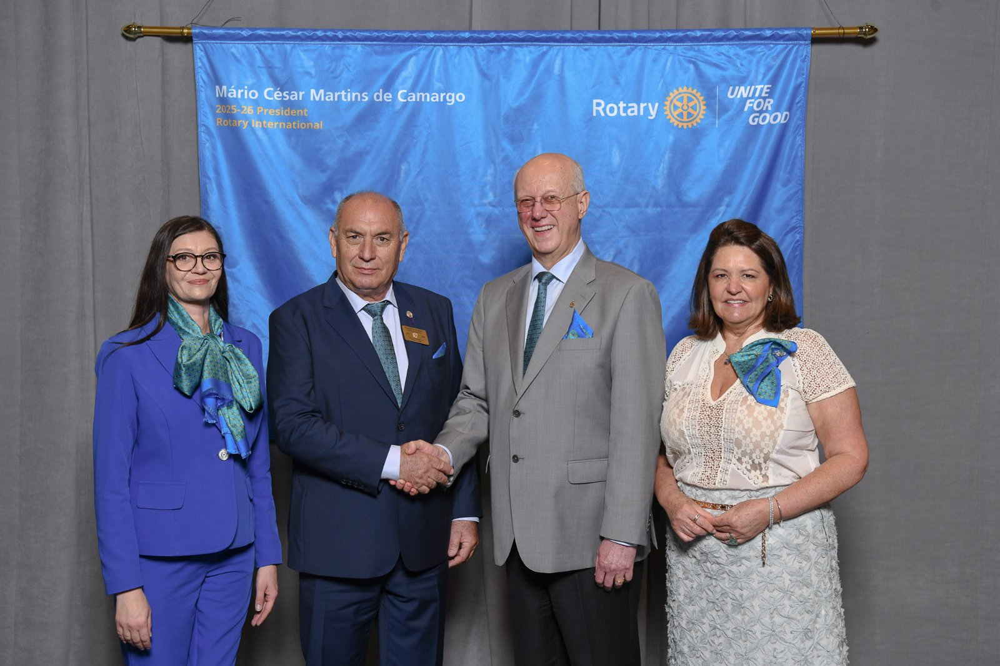 Mário César Martins de Camargo
2025-26 President
Rotary International
Rotary
UNITE
FOR
GOOD